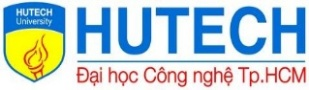 HUTECH
University
HUTECH
Đại học Công nghệ Tp.HCM